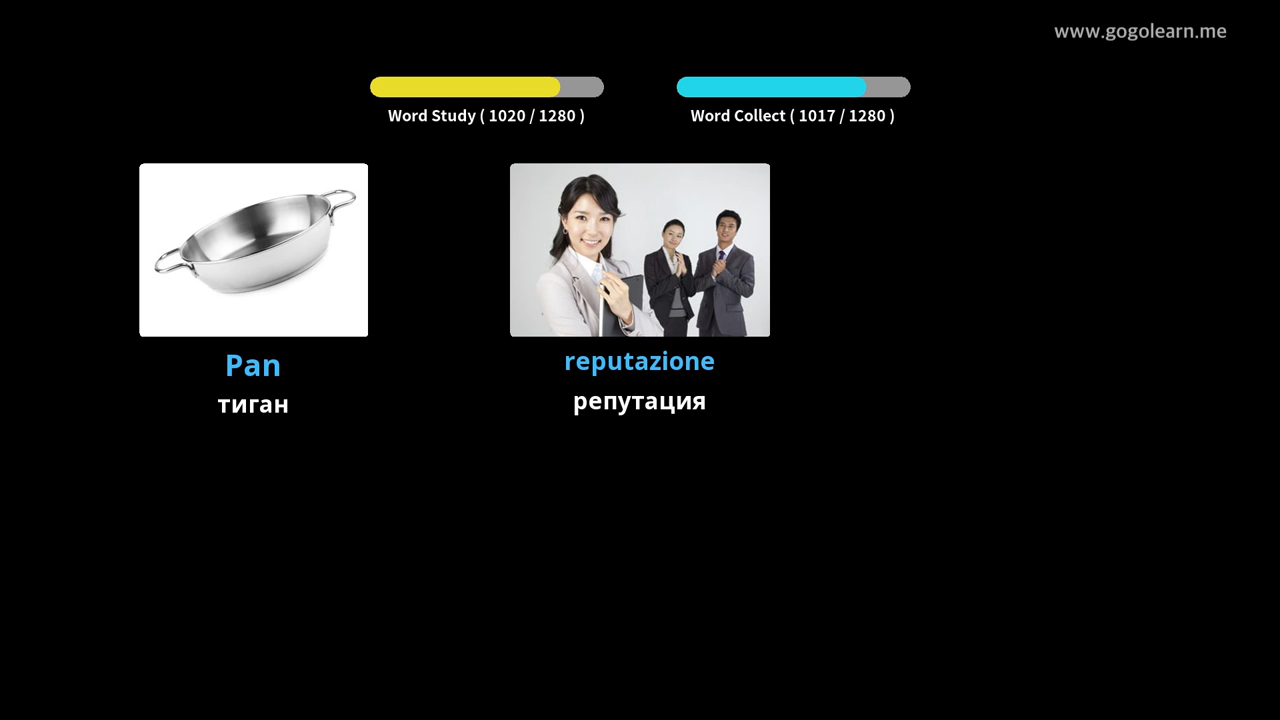 www.gogolearn.me
Word Study ( 1020 / 1280 )
Word Collect ( 1017 / 1280 )
Pan
тиган
reputazione
репутация